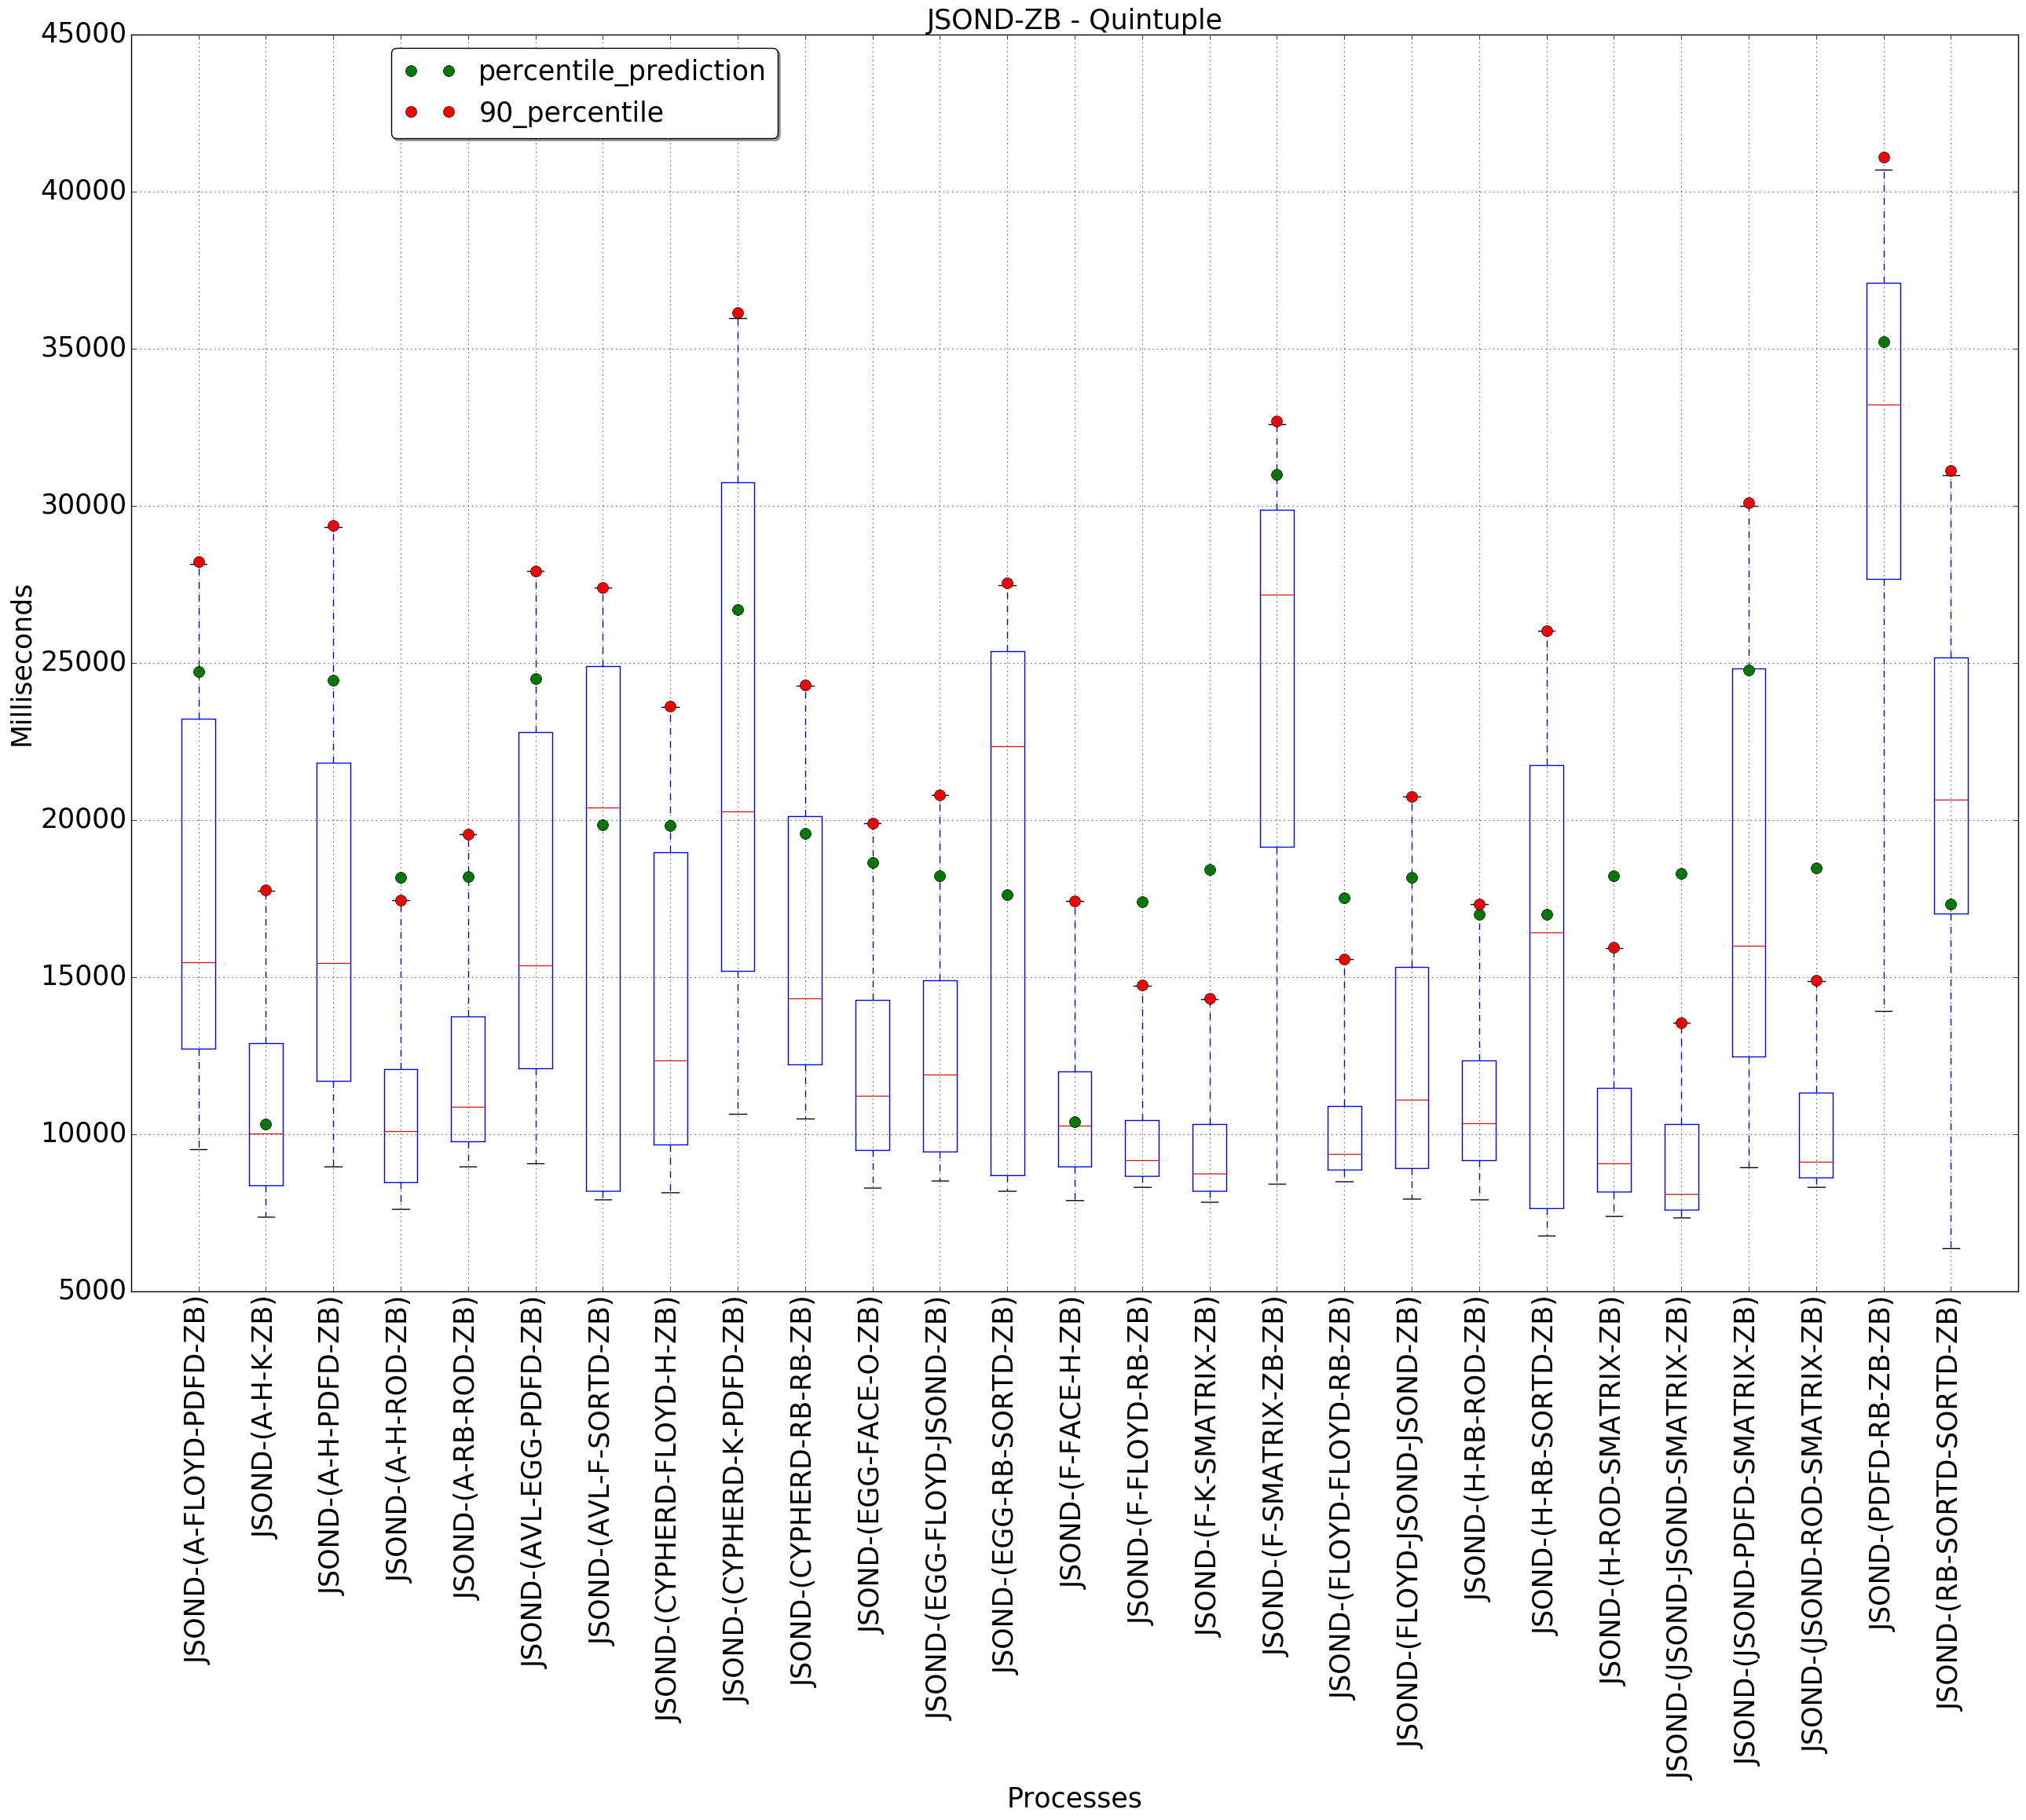 JSOND-ZB - Quintuple
percentile_prediction
90_percentile
45000
40000
35000
30000
25000
20000
15000
10000
5000
Milliseconds
JSOND-(A-FLOYD-PDFD-ZB)
JSOND-(A-H-K-ZB)
JSOND-(A-H-PDFD-ZB)
JSOND-(A-H-ROD-ZB)
JSOND-(A-RB-ROD-ZB)
JSOND-(AVL-EGG-PDFD-ZB)
JSOND-(AVL-F-SORTD-ZB)
JSOND-(CYPHERD-FLOYD-H-ZB)
JSOND-(CYPHERD-K-PDFD-ZB)
JSOND-(CYPHERD-RB-RB-ZB)
JSOND-(EGG-FACE-O-ZB)
JSOND-(EGG-FLOYD-JSOND-ZB)
JSOND-(EGG-RB-SORTD-ZB)
JSOND-(F-FACE-H-ZB)
JSOND-(F-FLOYD-RB-ZB)
JSOND-(F-K-SMATRIX-ZB)
JSOND-(F-SMATRIX-ZB-ZB)
JSOND-(FLOYD-FLOYD-RB-ZB)
JSOND-(FLOYD-JSOND-JSOND-ZB)
JSOND-(H-RB-ROD-ZB)
JSOND-(H-RB-SORTD-ZB)
JSOND-(H-ROD-SMATRIX-ZB)
JSOND-(JSOND-JSOND-SMATRIX-ZB)
JSOND-(JSOND-PDFD-SMATRIX-ZB)
JSOND-(JSOND-ROD-SMATRIX-ZB)
JSOND-(PDFD-RB-ZB-ZB)
JSOND-(RB-SORTD-SORTD-ZB)
Processes